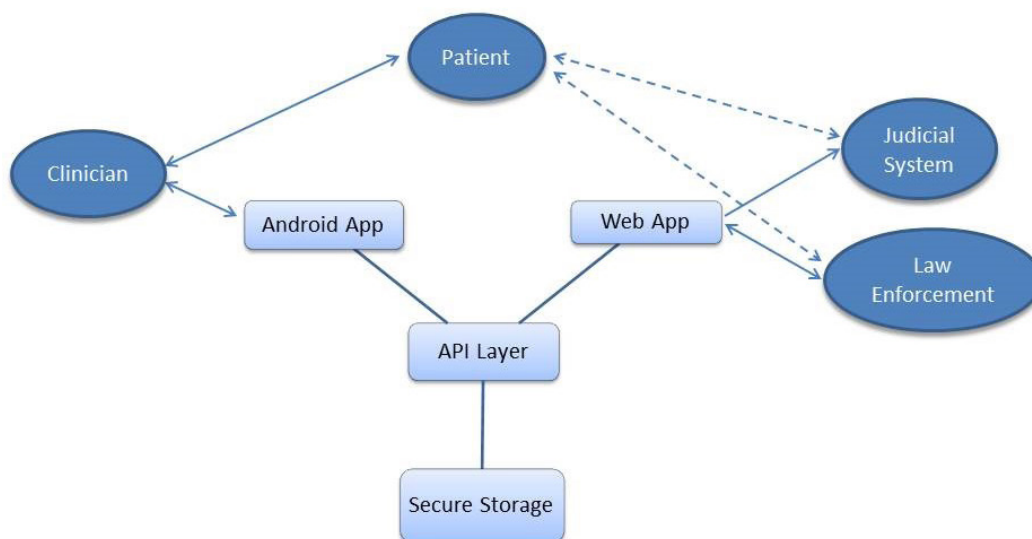 Patient
Judicial
System
Clinician
Android App
Web App
Law
Enforcement
API Layer
Secure Storage